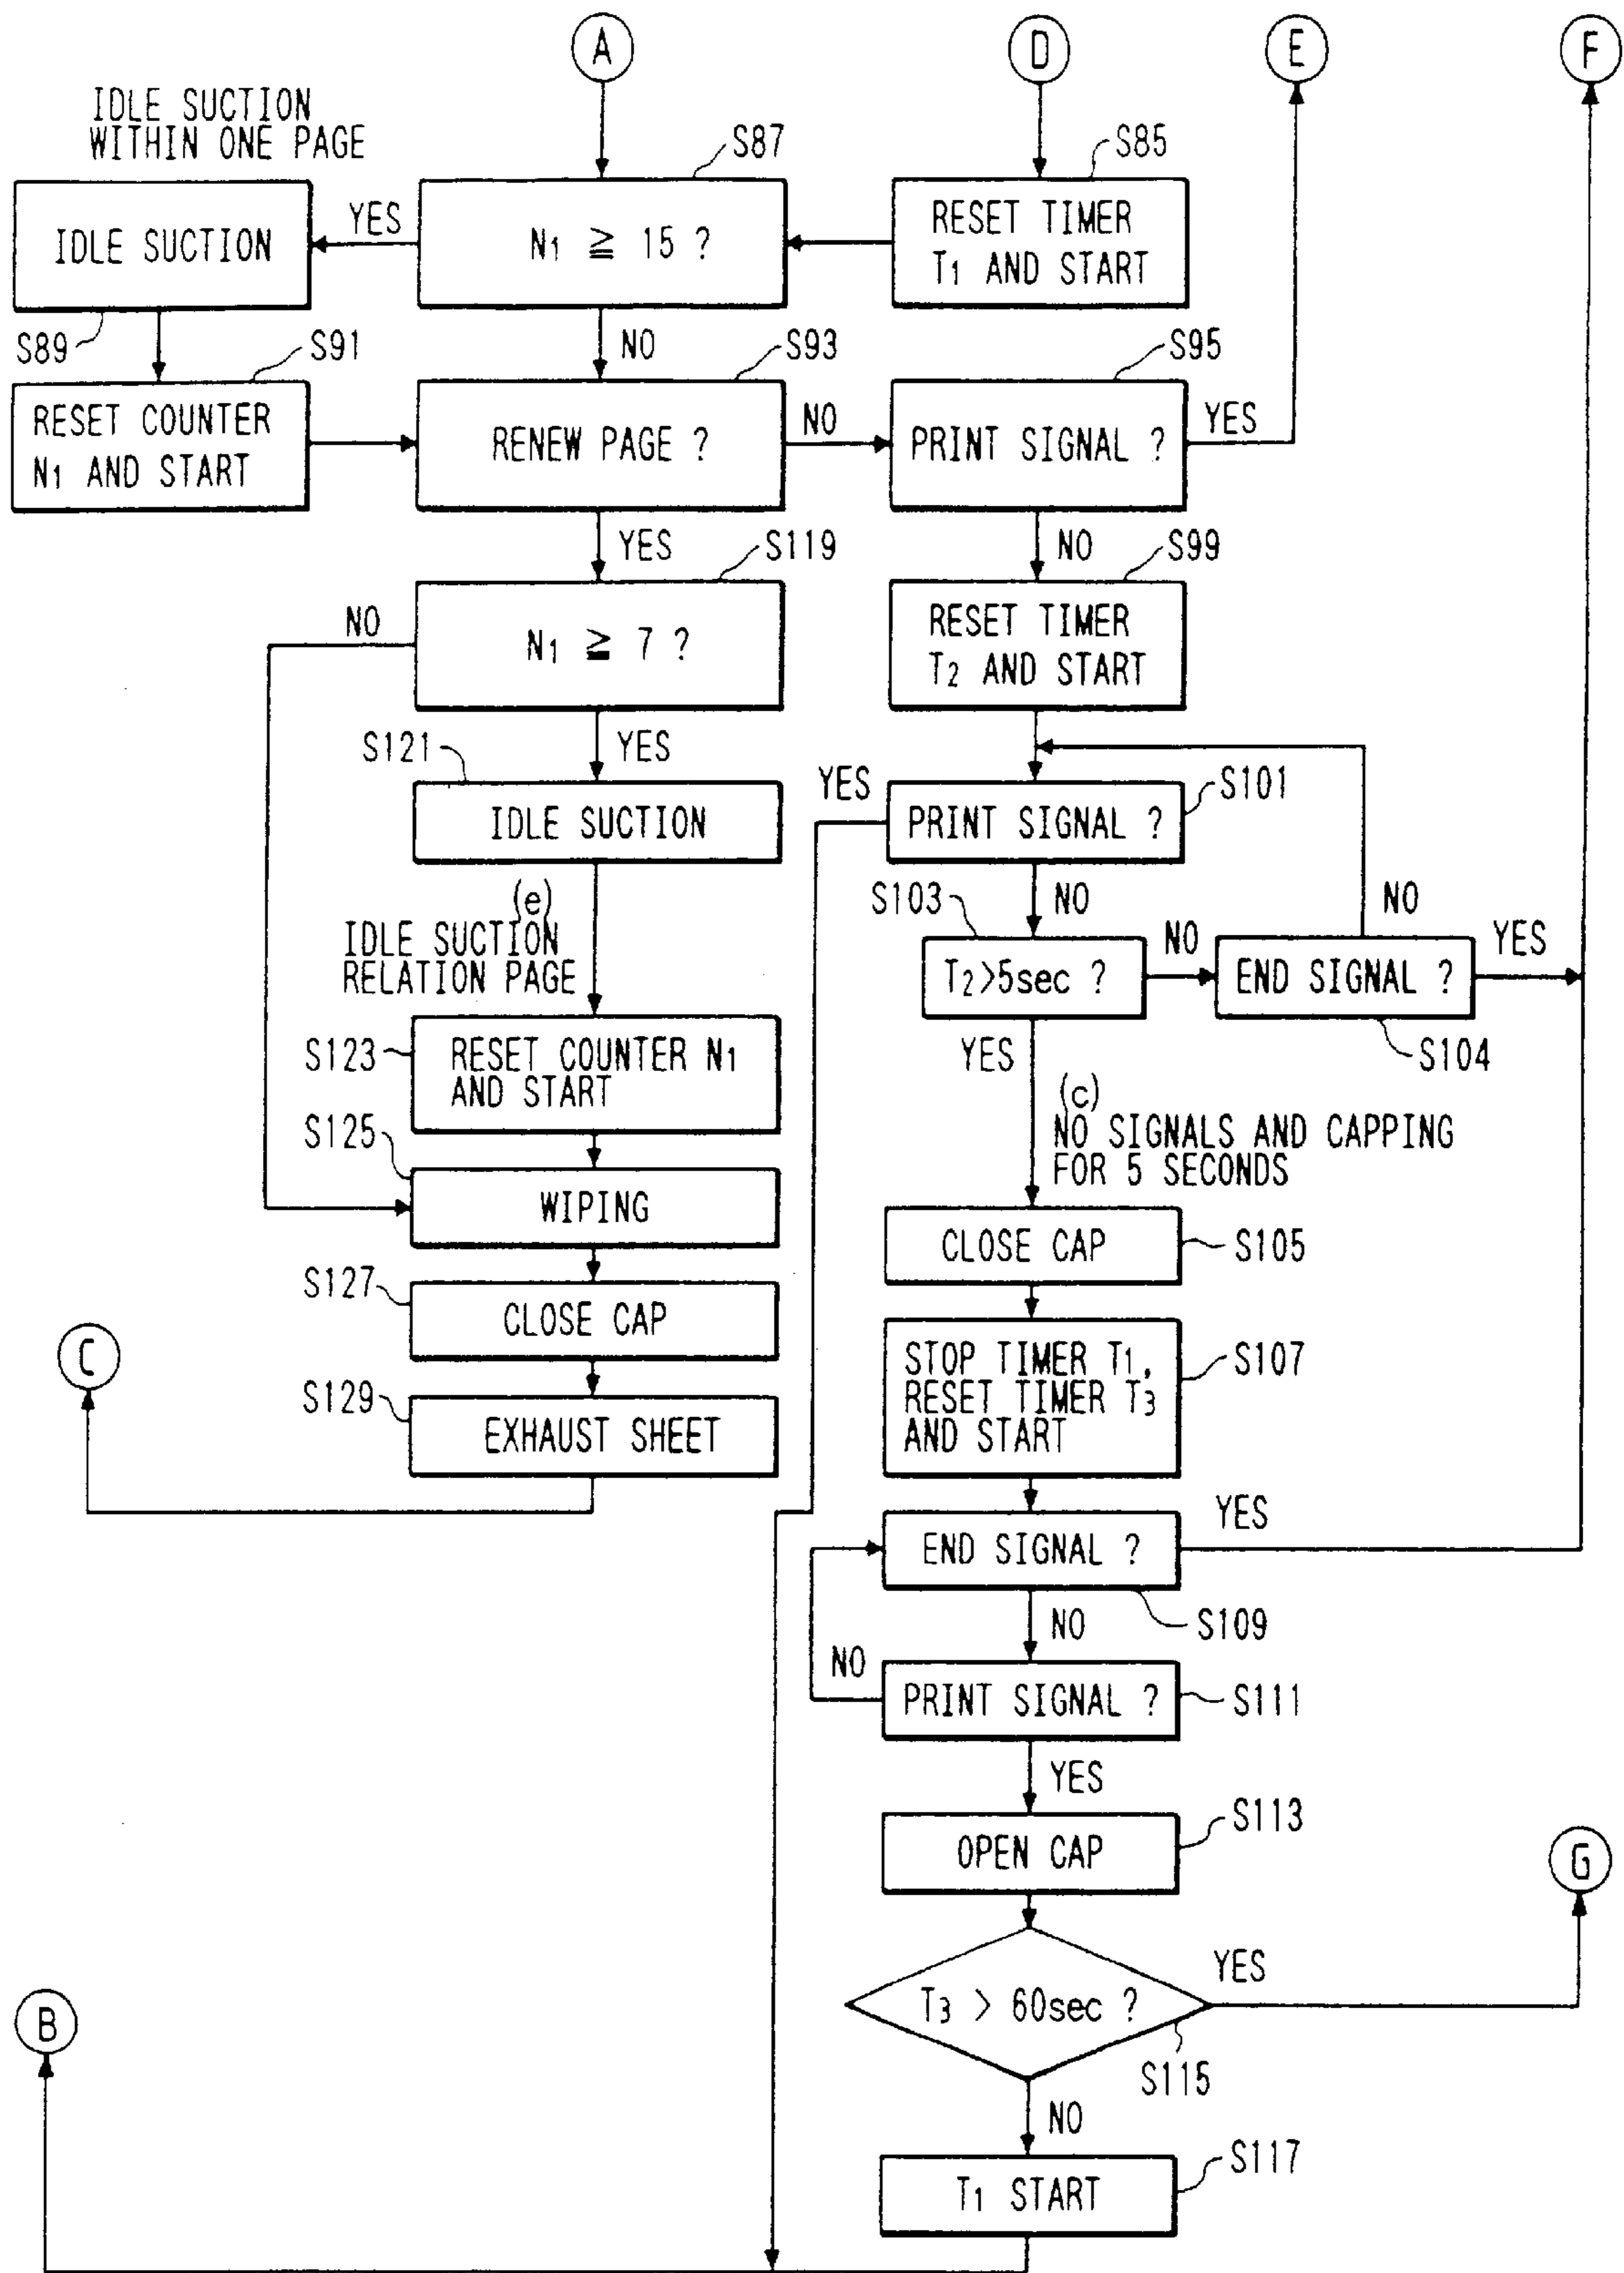 A
D
E
F
IDLE SUCTION
WITHIN ONE PAGE
S87
S85
IDLE SUCTION
YES
N1 ≧ 15 ?
RESET TIMER
T1 AND START
S89
S91
NO
S93
S95
RESET COUNTER
N1 AND START
RENEW PAGE ?
NO
PRINT SIGNAL ?
YES
YES
S119
NO
S99
NO
N1 ≧ 7 ?
RESET TIMER
T2 AND START
S121
YES
IDLE SUCTION
YES
PRINT SIGNAL ?
S101
(e)
IDLE SUCTION
RELATION PAGE
S103
NO
T2>5sec ?
NO
END SIGNAL ?
NO
YES
S104
S123
RESET COUNTER N1
AND START
YES
(c)
NO SIGNALS AND CAPPING
FOR 5 SECONDS
S125
WIPING
CLOSE CAP
S105
S127
CLOSE CAP
C
S129
EXHAUST SHEET
STOP TIMER T1,
RESET TIMER T3
AND START
S107
END SIGNAL ?
YES
S109
NO
NO
PRINT SIGNAL ?
S111
YES
S113
OPEN CAP
G
T3 > 60sec ?
YES
S115
B
NO
S117
T1 START